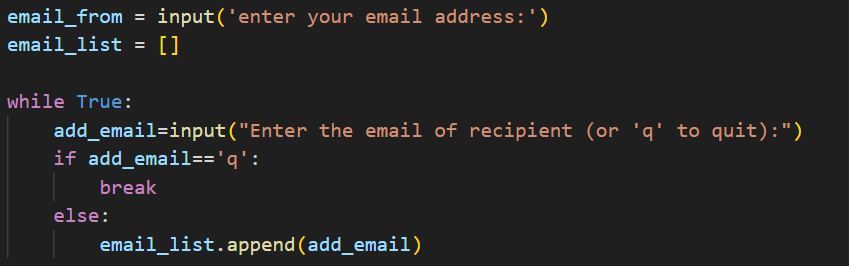 email_from = input('enter your email address:')
email_list = []
while True:
    add_email=input("Enter the email of recipient (or 'q' to quit):")
    if add_email=='q':
        break
    else:
        email_list.append(add_email)